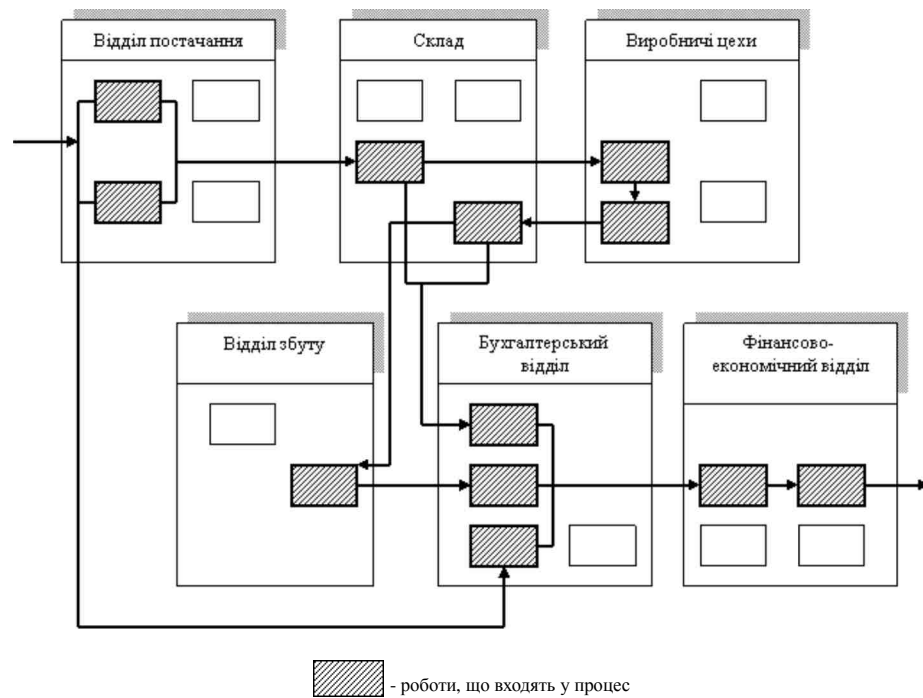 Відділ постачання
Склад
Виробничі цехи
Відділ збуту
Бухгалтерський
відділ
Фінансово-
економічний відділ
- роботи, що входять у процес